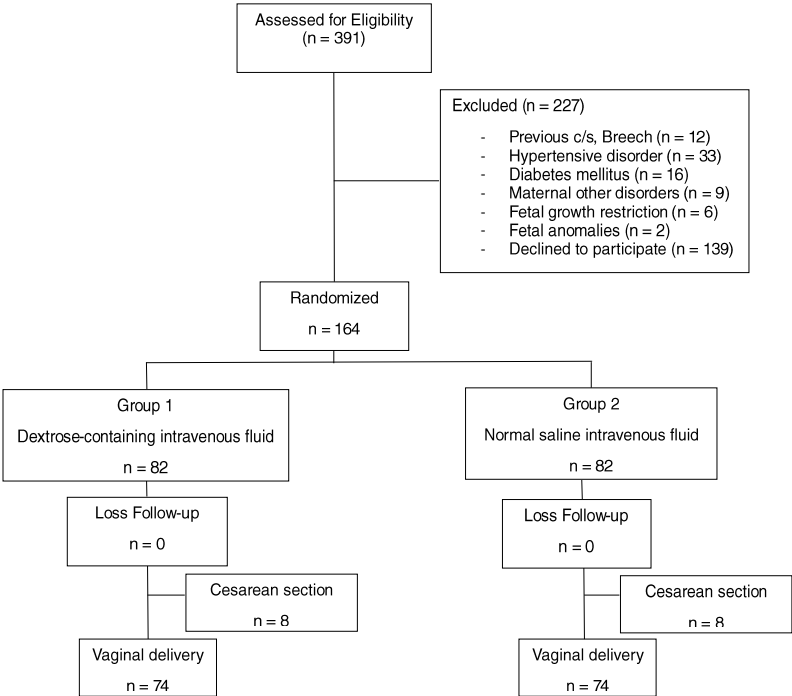 Assessed for Eligibility
(n = 391)
Excluded (n = 227)
- Previous c/s, Breech (n = 12)
- Hypertensive disorder (n = 33)
- Diabetes mellitus (n = 16)
- Maternal other disorders (n = 9)
- Fetal growth restriction (n = 6)
- Fetal anomalies (n = 2)
- Declined to participate (n = 139)
Randomized
n = 164
Group 1
Dextrose-containing intravenous fluid
n = 82
Group 2
Normal saline intravenous fluid
n = 82
Loss Follow-up
n = 0
Loss Follow-up
n = 0
Cesarean section
n = 8
Cesarean section
n = 8
Vaginal delivery
n = 74
Vaginal delivery
n = 74